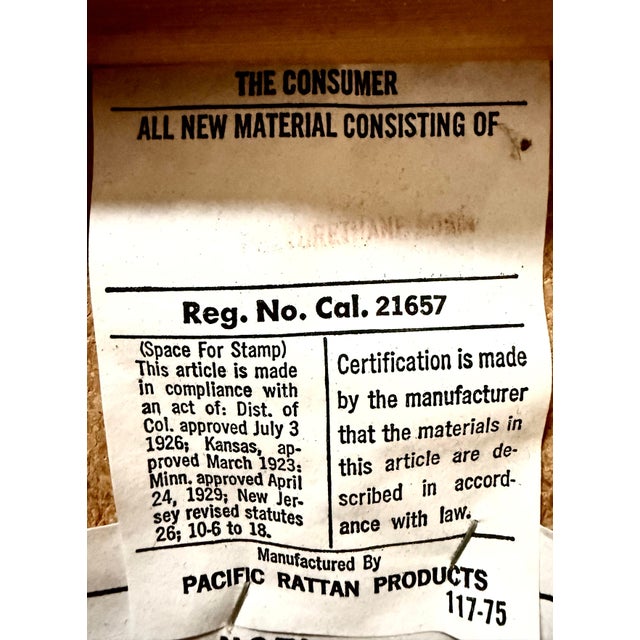 THE CONSUMER
ALL NEW MATERIAL CONSISTING OF
URETHANE
Reg. No. Cal. 21657
(Space For Stamp)
This article is made
in compliance with
an act of: Dist. of
Col. approved July 3
1926; Kansas, ap-
proved March 1923:
Minn. approved April
24, 1929; New Jer-
sey revised statutes
26; 10-6 to 18.
Certification is made
by the manufacturer
that the materials in
this article are de-
scribed in accord-
ance with law.
Manufactured By
PACIFIC RATTAN PRODUCTS
117-75